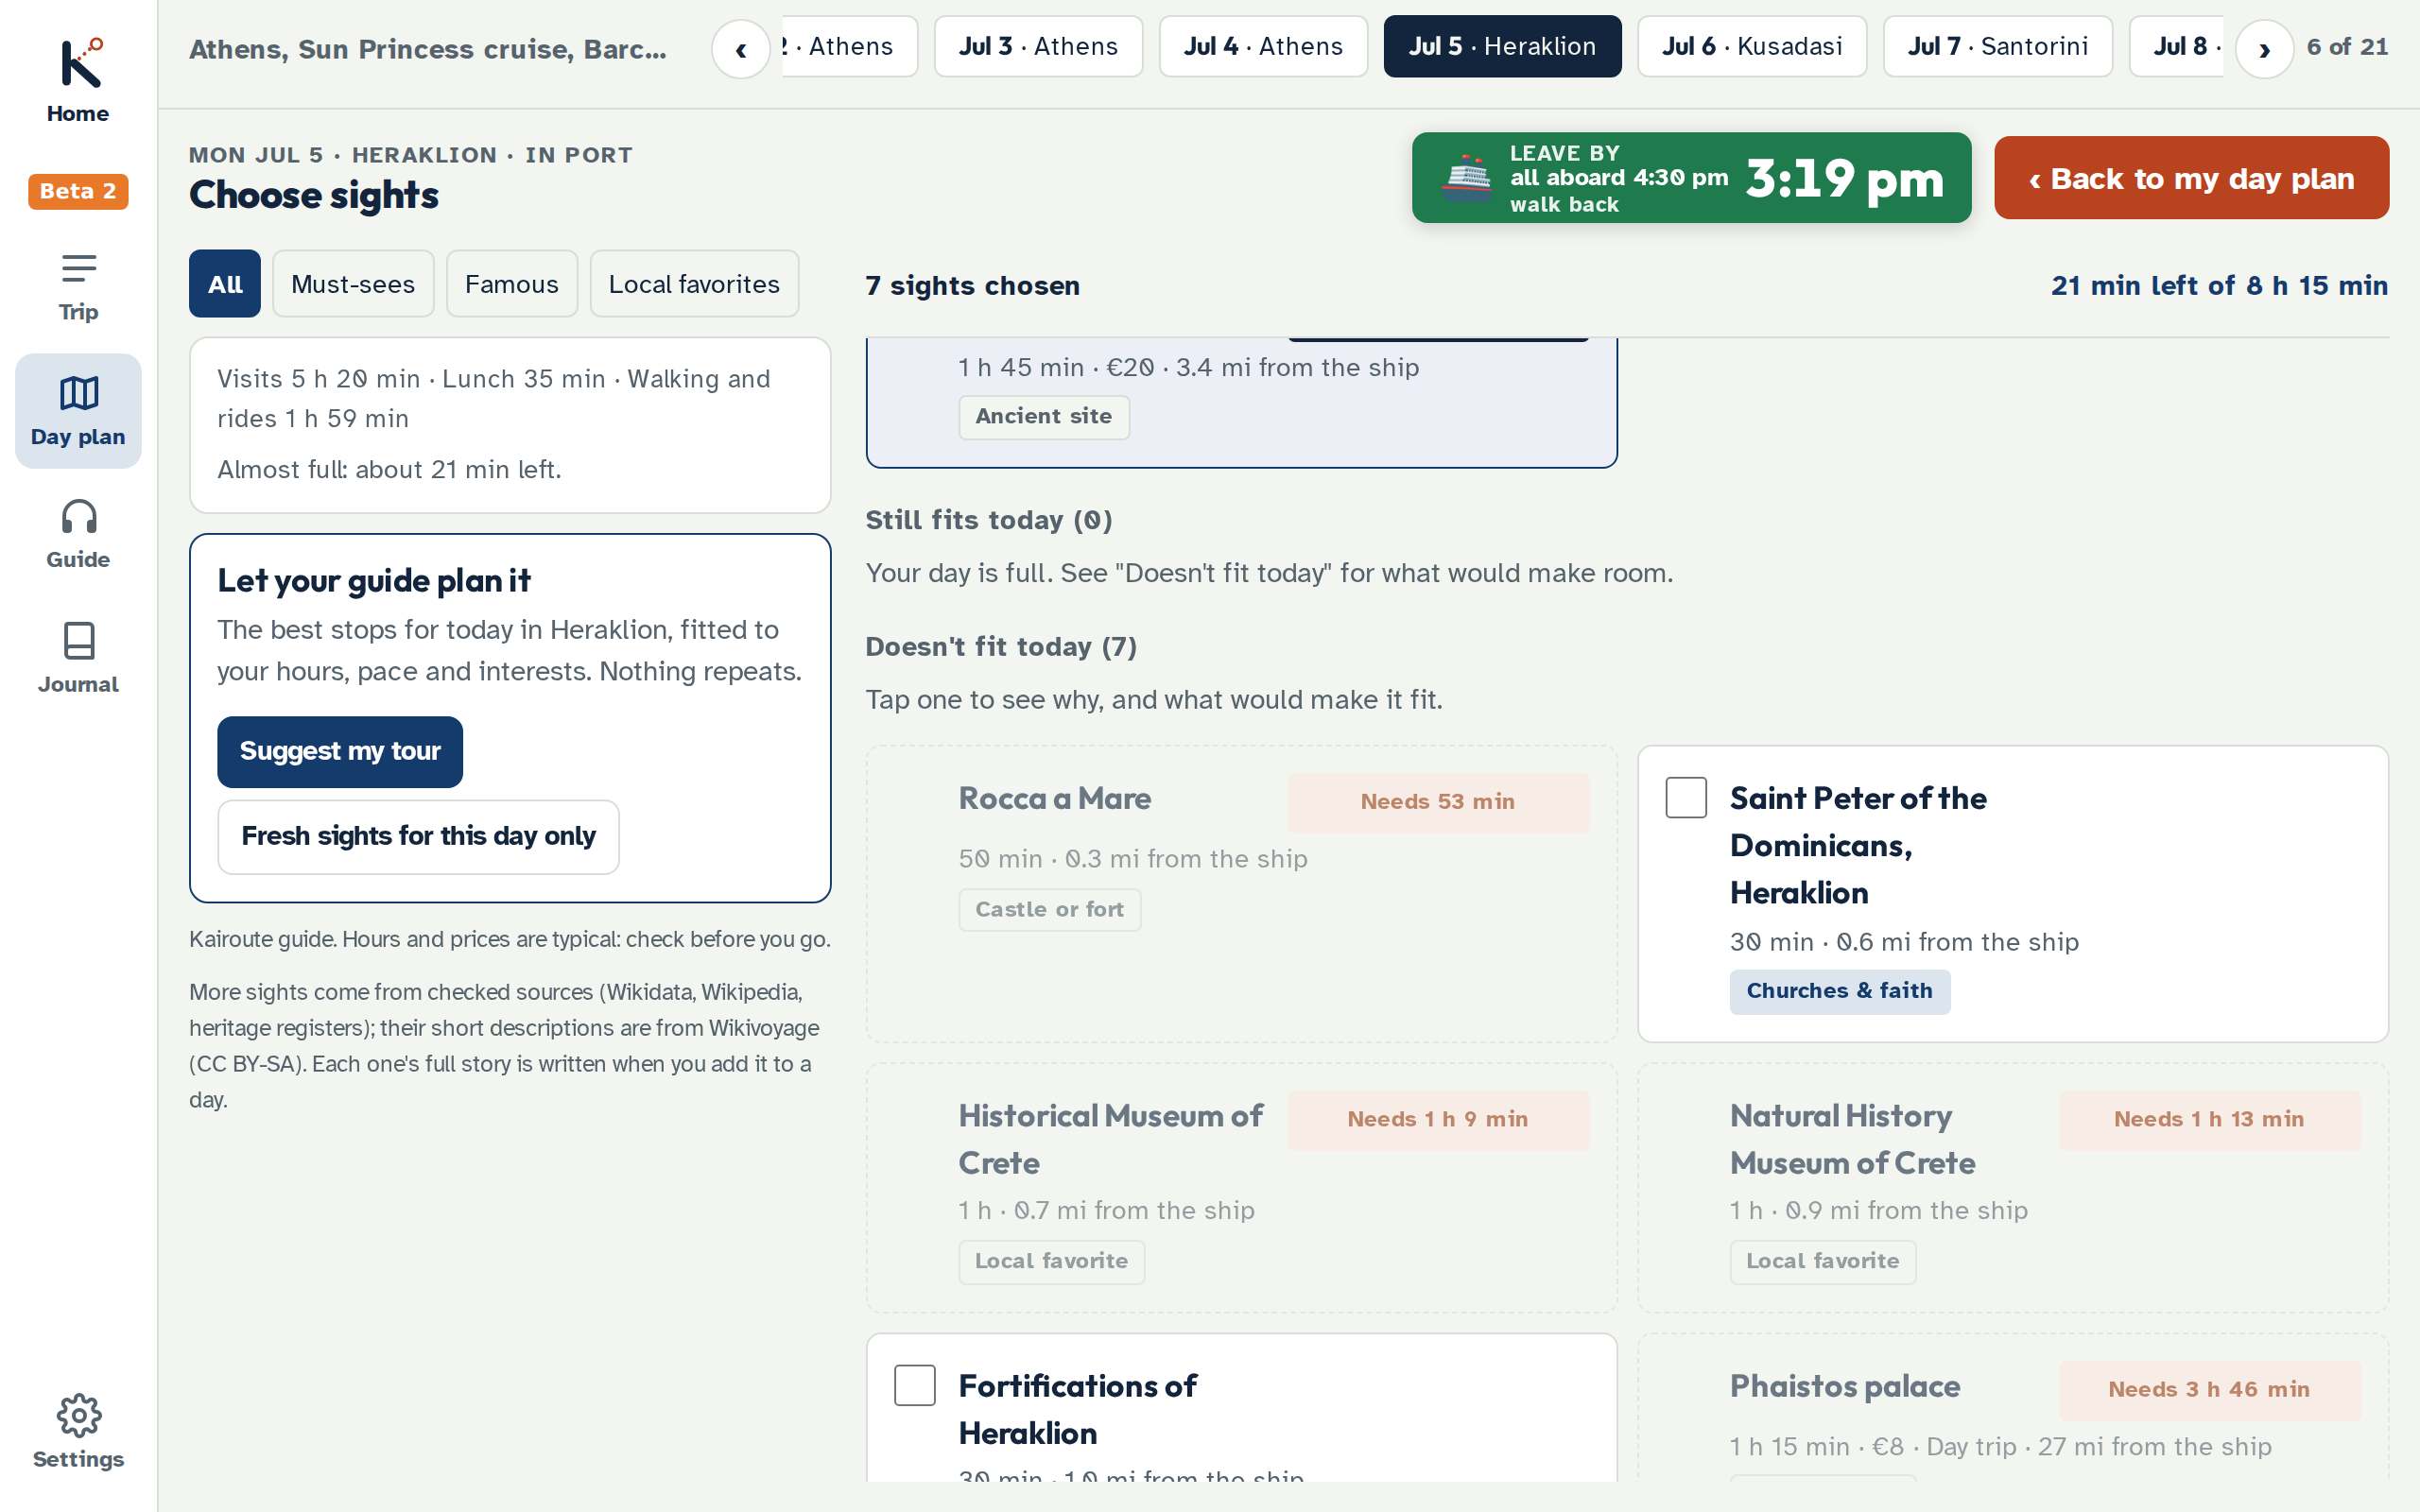 Athens, Sun Princess cruise, Barc...
‹
· Athens
Jul 3 · Athens
Jul 4 · Athens
Jul 5 · Heraklion
Jul 6 · Kusadasi
Jul 7 · Santorini
Jul 8 ·
›
6 of 21
Home
Beta 2
Trip
Day plan
Guide
Journal
Settings
MON JUL 5 · HERAKLION · IN PORT
Choose sights
LEAVE BY
all aboard 4:30 pm
walk back
3:19 pm
‹ Back to my day plan
All
Must-sees
Famous
Local favorites
7 sights chosen
21 min left of 8 h 15 min
Visits 5 h 20 min · Lunch 35 min · Walking and
rides 1 h 59 min
Almost full: about 21 min left.
Let your guide plan it
The best stops for today in Heraklion, fitted to
your hours, pace and interests. Nothing repeats.
Suggest my tour
Fresh sights for this day only
Kairoute guide. Hours and prices are typical: check before you go.
More sights come from checked sources (Wikidata, Wikipedia,
heritage registers); their short descriptions are from Wikivoyage
(CC BY-SA). Each one's full story is written when you add it to a
day.
1 h 45 min · €20 · 3.4 mi from the ship
Ancient site
Still fits today (0)
Your day is full. See "Doesn't fit today" for what would make room.
Doesn't fit today (7)
Tap one to see why, and what would make it fit.
Rocca a Mare
Needs 53 min
50 min · 0.3 mi from the ship
Castle or fort
Saint Peter of the
Dominicans,
Heraklion
30 min · 0.6 mi from the ship
Churches & faith
Historical Museum of
Crete
Needs 1 h 9 min
1 h · 0.7 mi from the ship
Local favorite
Natural History
Museum of Crete
Needs 1 h 13 min
1 h · 0.9 mi from the ship
Local favorite
Fortifications of
Heraklion
30 min · 1.0 mi from the ship
Phaistos palace
Needs 3 h 46 min
1 h 15 min · €8 · Day trip · 27 mi from the ship